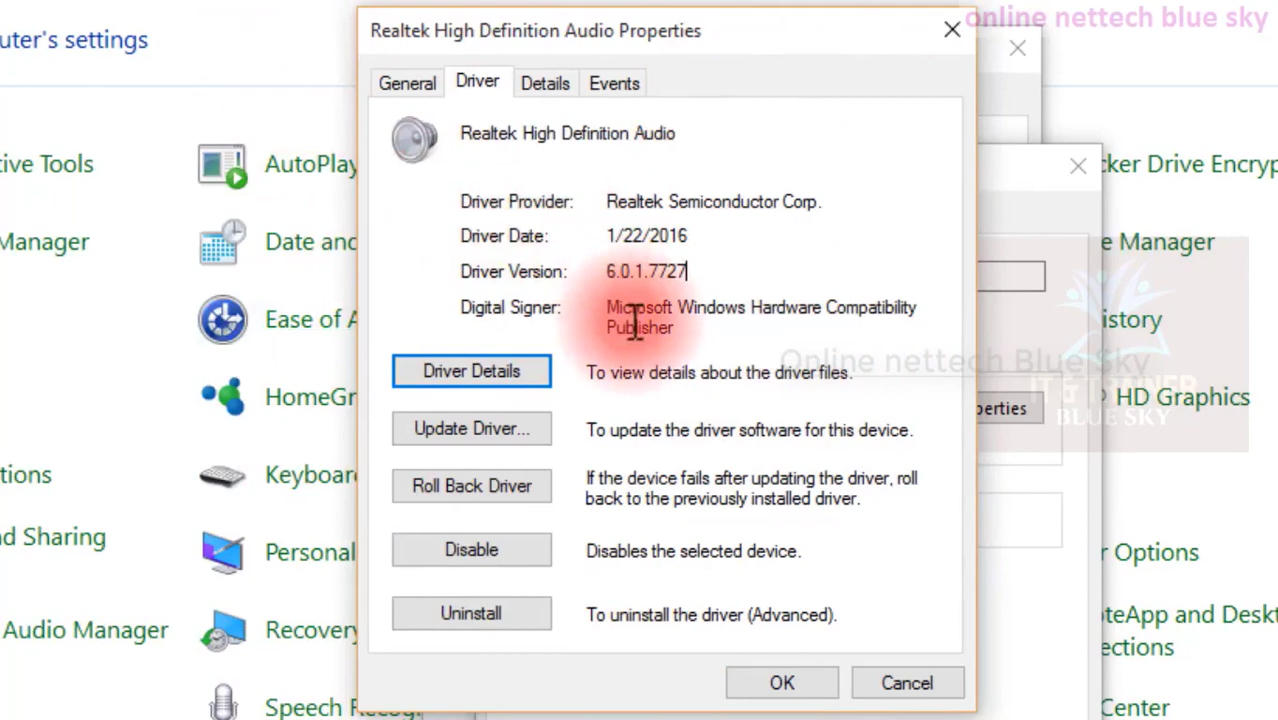 online nettech blue sky
uter's settings
Realtek High Definition Audio Properties
General Driver Details Events
Realtek High Definition Audio
Driver Provider: Realtek Semiconductor Corp.
Driver Date: 1/22/2016
Driver Version: 6.0.1.7727
Digital Signer: Microsoft Windows Hardware Compatibility
Publisher
Driver Details To view details about the driver files.
Update Driver... To update the driver software for this device.
Roll Back Driver If the device fails after updating the driver, roll
back to the previously installed driver.
Disable Disables the selected device.
Uninstall To uninstall the driver (Advanced).
OK Cancel
tive Tools
Manager
tions
d Sharing
Audio Manager
AutoPlay
Date and
Ease of A
HomeGr
Keyboard
Personal
Recovery
Speech Recog
cker Drive Encryp
e Manager
istory
HD Graphics
r Options
oteApp and Deskt
ections
Center
perties
Online nettech Blue Sky
IT & TRAINER
BLUE SKY